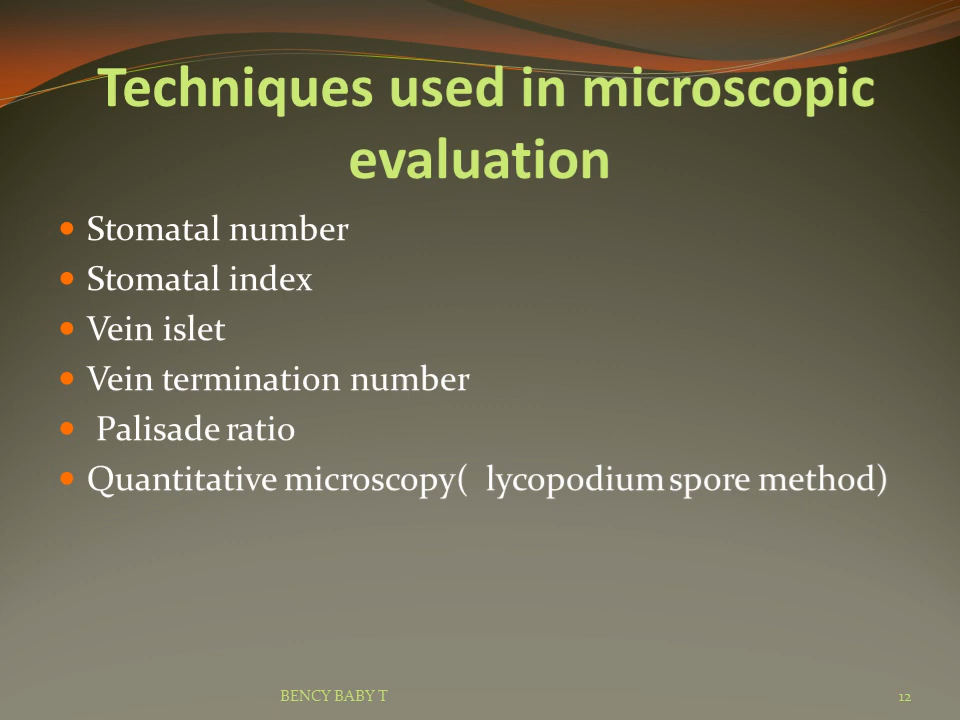 Techniques used in microscopic
evaluation
Stomatal number
Stomatal index
Vein islet
Vein termination number
Palisade ratio
Quantitative microscopy( lycopodium spore method)
BENCY BABY T
12